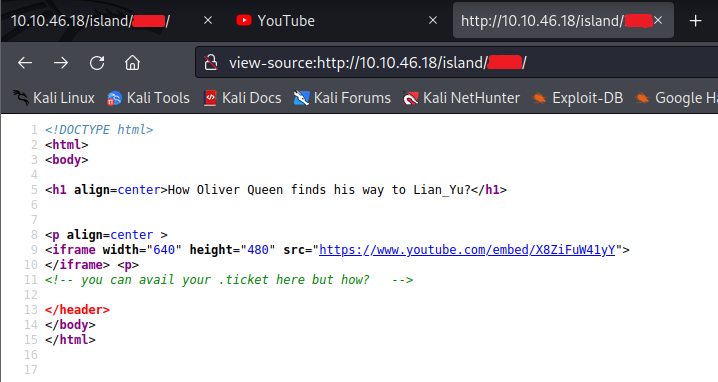 10.10.46.18/island/ /
YouTube
http://10.10.46.18/island/
view-source:http://10.10.46.18/island/ /
Kali Linux Kali Tools Kali Docs Kali Forums Kali NetHunter Exploit-DB Google Ha
1 <!DOCTYPE html>
2 <html>
3 <body>
4
5 <h1 align=center>How Oliver Queen finds his way to Lian_Yu?</h1>
6
7
8 <p align=center >
9 <iframe width="640" height="480" src="https://www.youtube.com/embed/X8ZiFuW41yY">
10 </iframe> <p>
11 <!-- you can avail your .ticket here but how?   -->
12
13 </header>
14 </body>
15 </html>
16
17